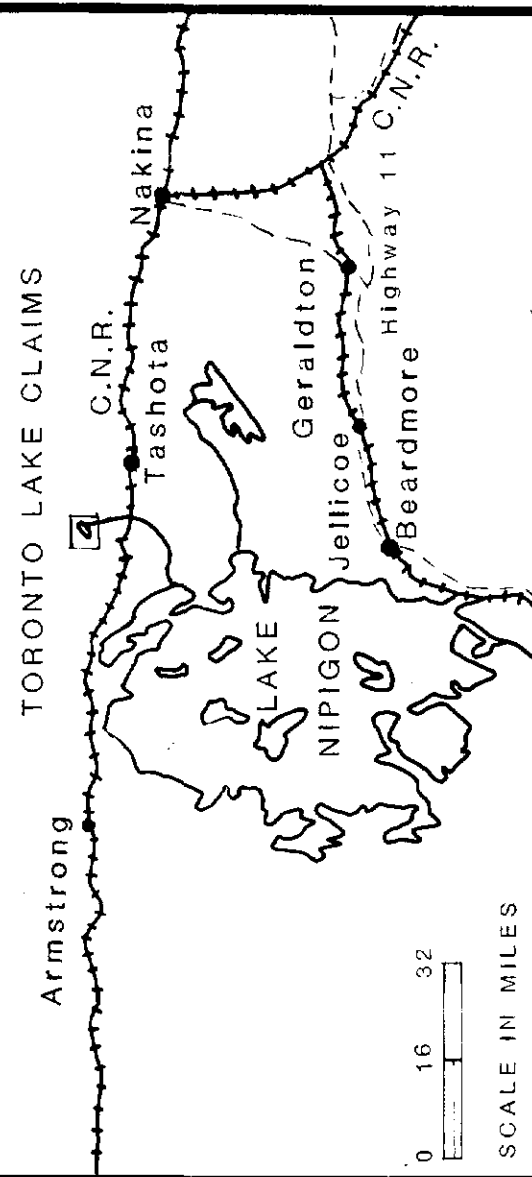 TORONTO LAKE CLAIMS
Armstrong
C.N.R.
Tashota
Nakina
LAKE
NIPIGON
Geraldton
Jellicoe
Beardmore
Highway 11
C.N.R.
0 16 32
SCALE IN MILES